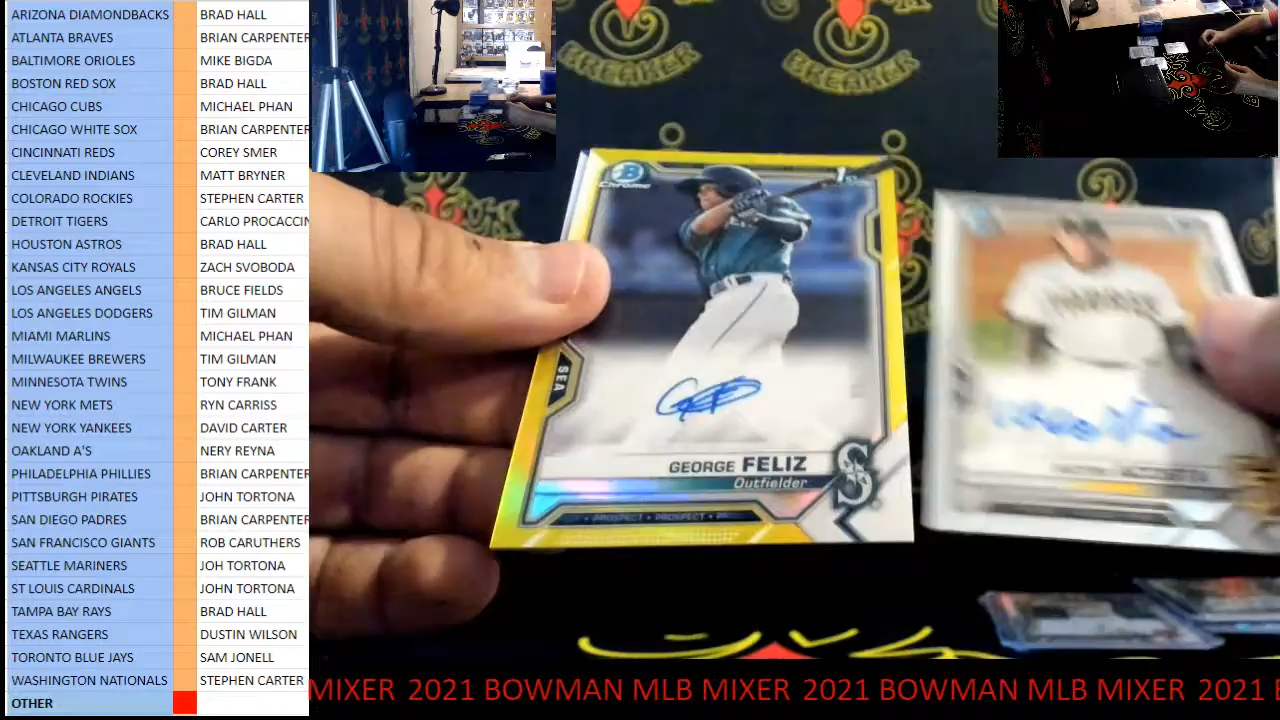 ARIZONA DIAMONDBACKS BRAD HALL
ATLANTA BRAVES BRIAN CARPENTER
BRAD HALL
CHICAGO CUBS MICHAEL PHAN
CHICAGO WHITE SOX BRIAN CARPENTER
CINCINNATI REDS COREY SMER
CLEVELAND INDIANS MATT BRYNER
COLORADO ROCKIES STEPHEN CARTER
DETROIT TIGERS CARLO PROCACCIN
HOUSTON ASTROS BRAD HALL
KANSAS CITY ROYALS ZACH SVOBODA
LOS ANA BREANGELS BRUCE FIELDS
LOS ANGELES DODGERS TIM GILMAN
MIAMI MARLINS MICHAEL PHAN
MILWAUKEE BREWERS TIM GILMAN
MINNESOTA TWINS TONY FRANK
NEW YORK METS RYN CARRISS
NEW YORK YANKEES DAVID CARTER
OAKLAND A'S NERY REYNA
PHILADELPHIA PHILLIES BRIAN CARPENTER
PITTSBURGH PIRATES JOHN TORTONA
SAN DIEGO PADRES BRIAN CARPENTER
SAN FRANCISCO GIANTS ROB CARUTHERS
SEATTLE MARINERS JOH TORTONA
ST LOUIS CARDINALS JOHN TORTONA
TAMPA BAY RAYS BRAD HALL
TEXAS RANGERS DUSTIN WILSON
TORONTO BLUE JAYS SAM JONELL
WASHINGTON NATIONALS STEPHEN CARTER
OTHER
MIKE BIGDA
B
Chrome
1st
SEA
GEORGE FELIZ
Outfielder
PROSPECT • PROSPECT
MIXER 2021 BOWMAN MLB MIXER 2021 BOWMAN MLB MIXER 2021